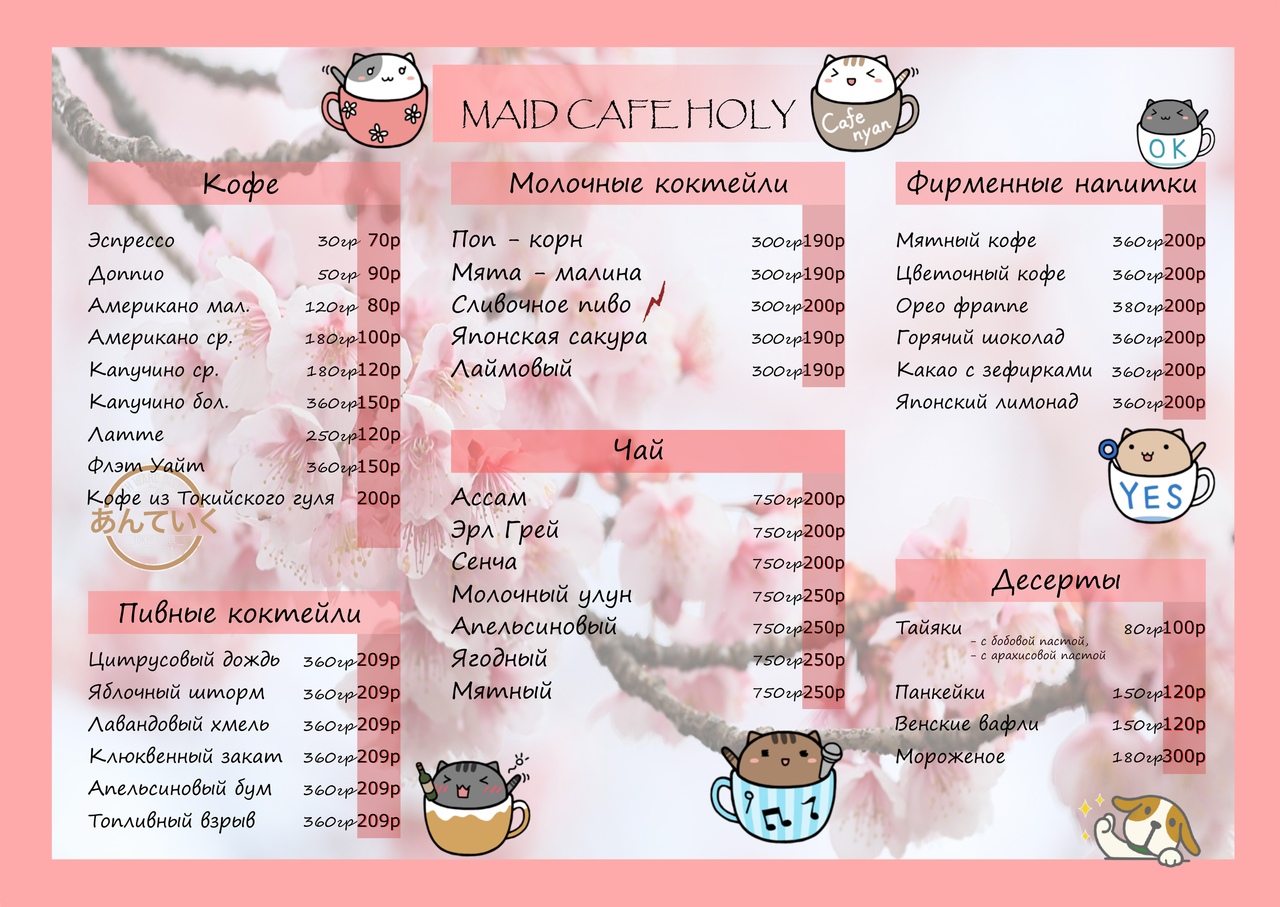 MAID CAFE HOLY
Cafe
nyan
OK
Кофе
Эспрессо 30гр 70р
Доппио 50гр 90р
Американо мал. 120гр 80р
Американо ср. 180гр 100р
Капучино ср. 180гр 120р
Капучино бол. 360гр 150р
Латте 250гр 120р
Флэт Уайт 360гр 150р
Кофе из Токийского гуля 200р
あんていく
Пивные коктейли
Цитрусовый дождь 360гр 209р
Яблочный шторм 360гр 209р
Лавандовый хмель 360гр 209р
Клюквенный закат 360гр 209р
Апельсиновый бум 360гр 209р
Топливный взрыв 360гр 209р
Молочные коктейли
Поп - корн 300гр 190р
Мята - малина 300гр 190р
Сливочное пиво 300гр 200р
Японская сакура 300гр 190р
Лаймовый 300гр 190р
Чай
Ассам 750гр 200р
Эрл Грей 750гр 200р
Сенча 750гр 200р
Молочный улун 750гр 250р
Апельсиновый 750гр 250р
Ягодный 750гр 250р
Мятный 750гр 250р
Фирменные напитки
Мятный кофе 360гр 200р
Цветочный кофе 360гр 200р
Орео фраппе 380гр 200р
Горячий шоколад 360гр 200р
Какао с зефирками 360гр 200р
Японский лимонад 360гр 200р
YES
Десерты
Тайяки 80гр 100р
- с бобовой пастой,
- с арахисовой пастой
Панкейки 150гр 120р
Венские вафли 150гр 120р
Мороженое 180гр 300р